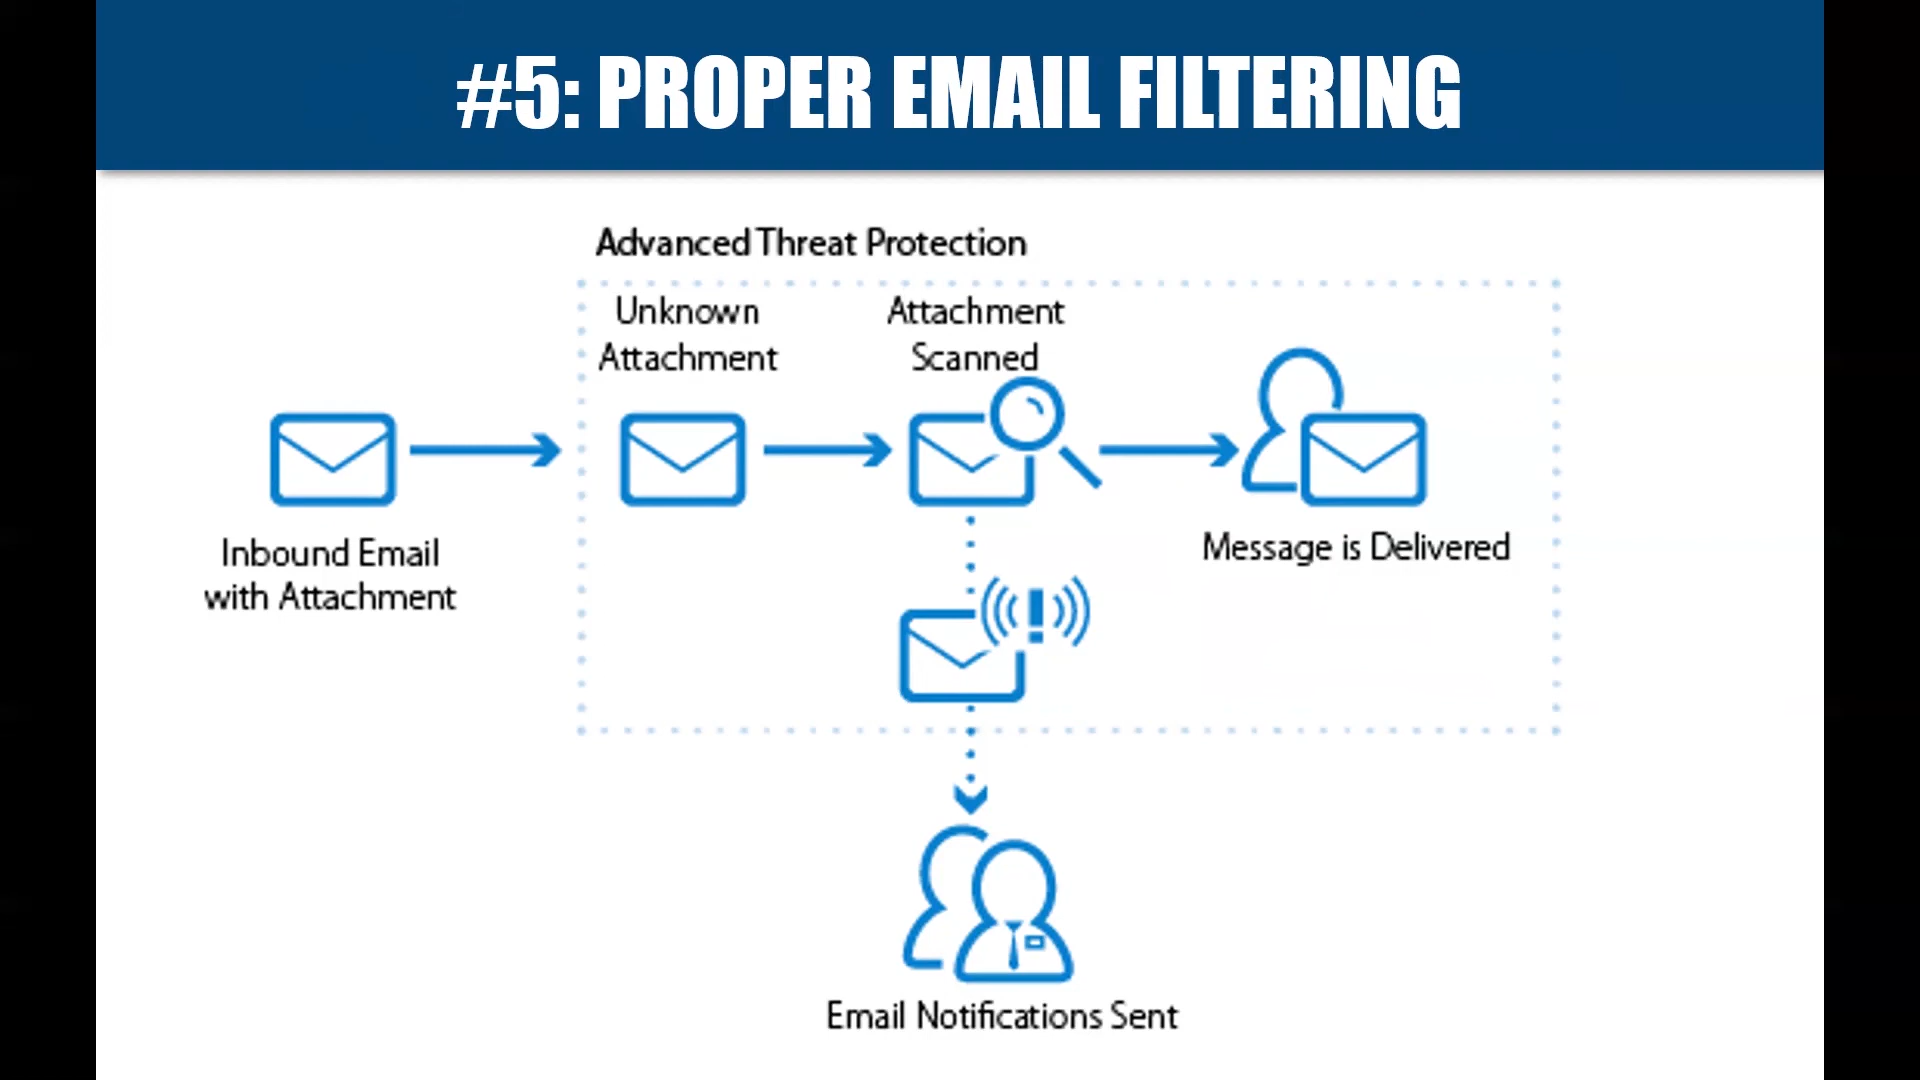 #5: PROPER EMAIL FILTERING
Advanced Threat Protection
Unknown
Attachment
Attachment
Scanned
Inbound Email
with Attachment
Message is Delivered
Email Notifications Sent